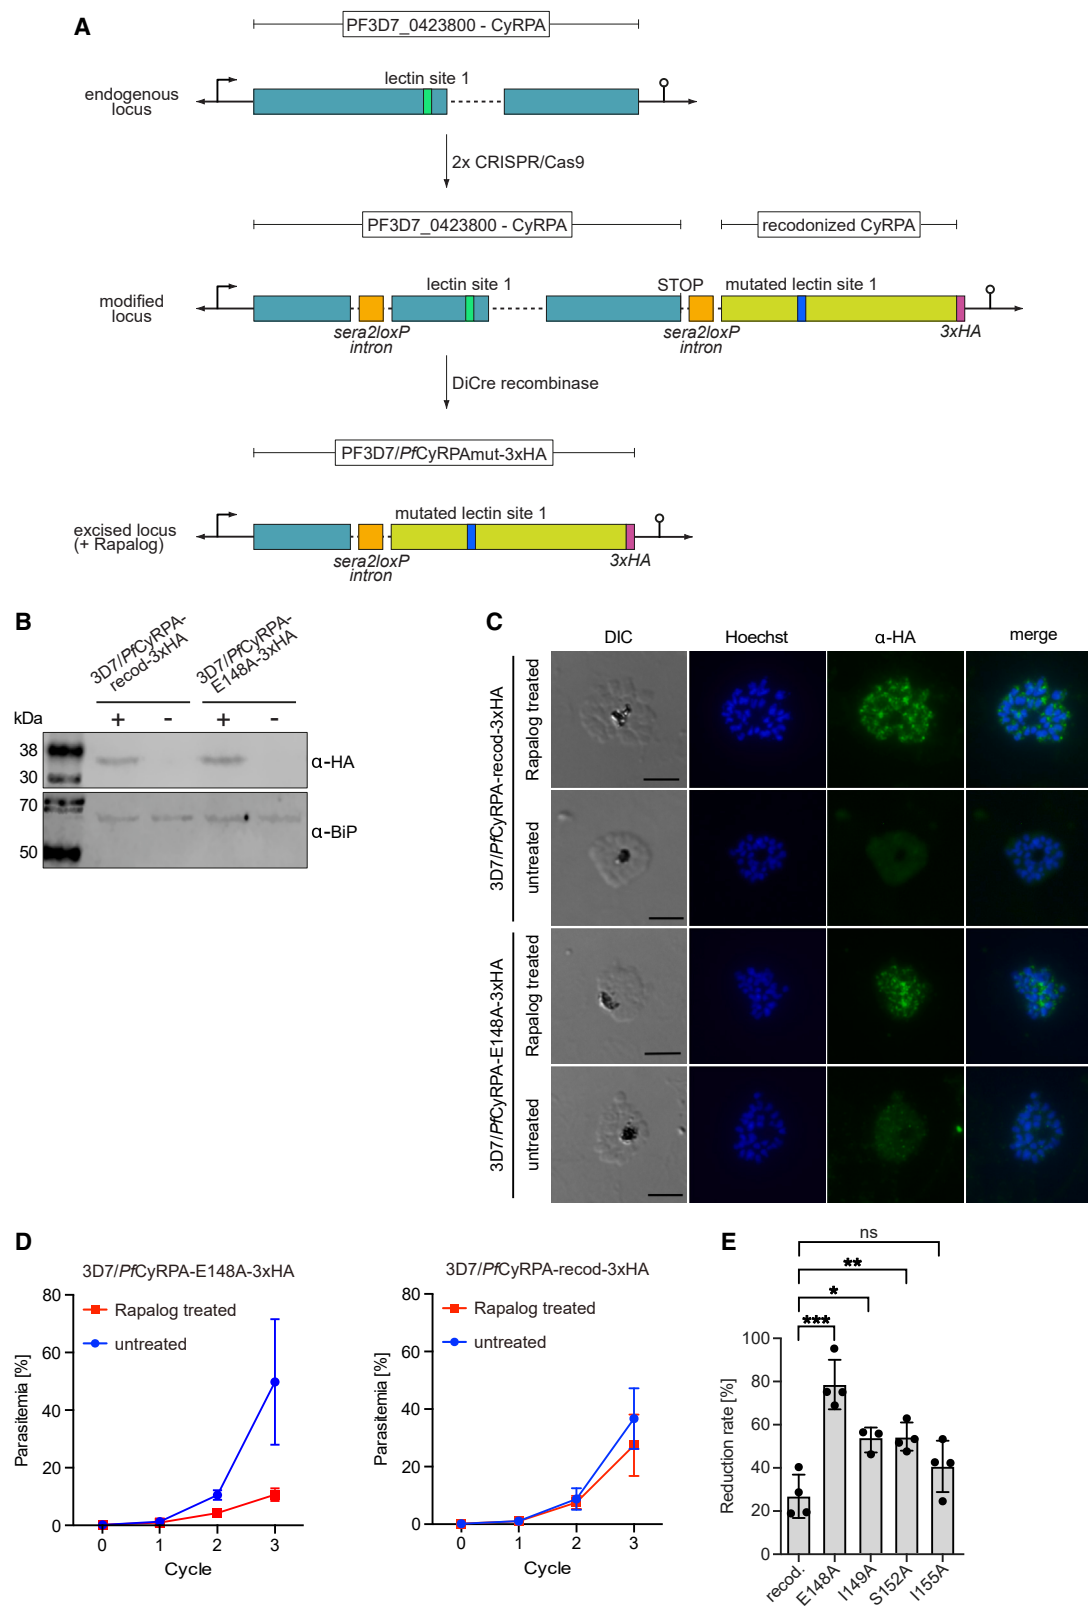 A
PF3D7_0423800 - CyRPA
lectin site 1
endogenous
locus
2x CRISPR/Cas9
PF3D7_0423800 - CyRPA
recodonized CyRPA
lectin site 1
STOP
mutated lectin site 1
modified
locus
sera2loxP
intron
sera2loxP
intron
3xHA
DiCre recombinase
PF3D7/PfCyRPAmut-3xHA
mutated lectin site 1
excised locus
(+ Rapalog)
sera2loxP
intron
3xHA
B
3D7/PfCyRPA-
recod-3xHA
3D7/PfCyRPA-
E148A-3xHA
kDa
+ - + -
38
30
α-HA
70
50
α-BiP
C
DIC
Hoechst
α-HA
merge
3D7/PfCyRPA-recod-3xHA
Rapalog treated
untreated
3D7/PfCyRPA-E148A-3xHA
Rapalog treated
untreated
D
3D7/PfCyRPA-E148A-3xHA
Rapalog treated
untreated
Parasitemia [%]
80
60
40
20
0
0 1 2 3
Cycle
3D7/PfCyRPA-recod-3xHA
Rapalog treated
untreated
Parasitemia [%]
80
60
40
20
0
0 1 2 3
Cycle
E
ns
**
*
***
Reduction rate [%]
100
80
60
40
20
0
recod.
E148A
I149A
S152A
I155A